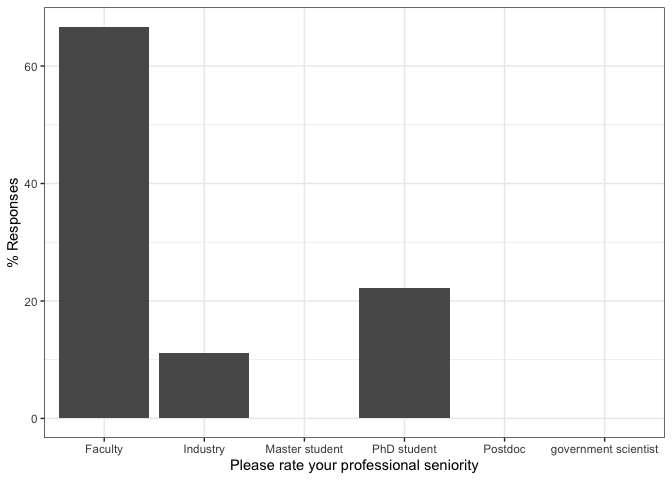 % Responses
60
40
20
0
Faculty Industry Master student PhD student Postdoc government scientist
Please rate your professional seniority